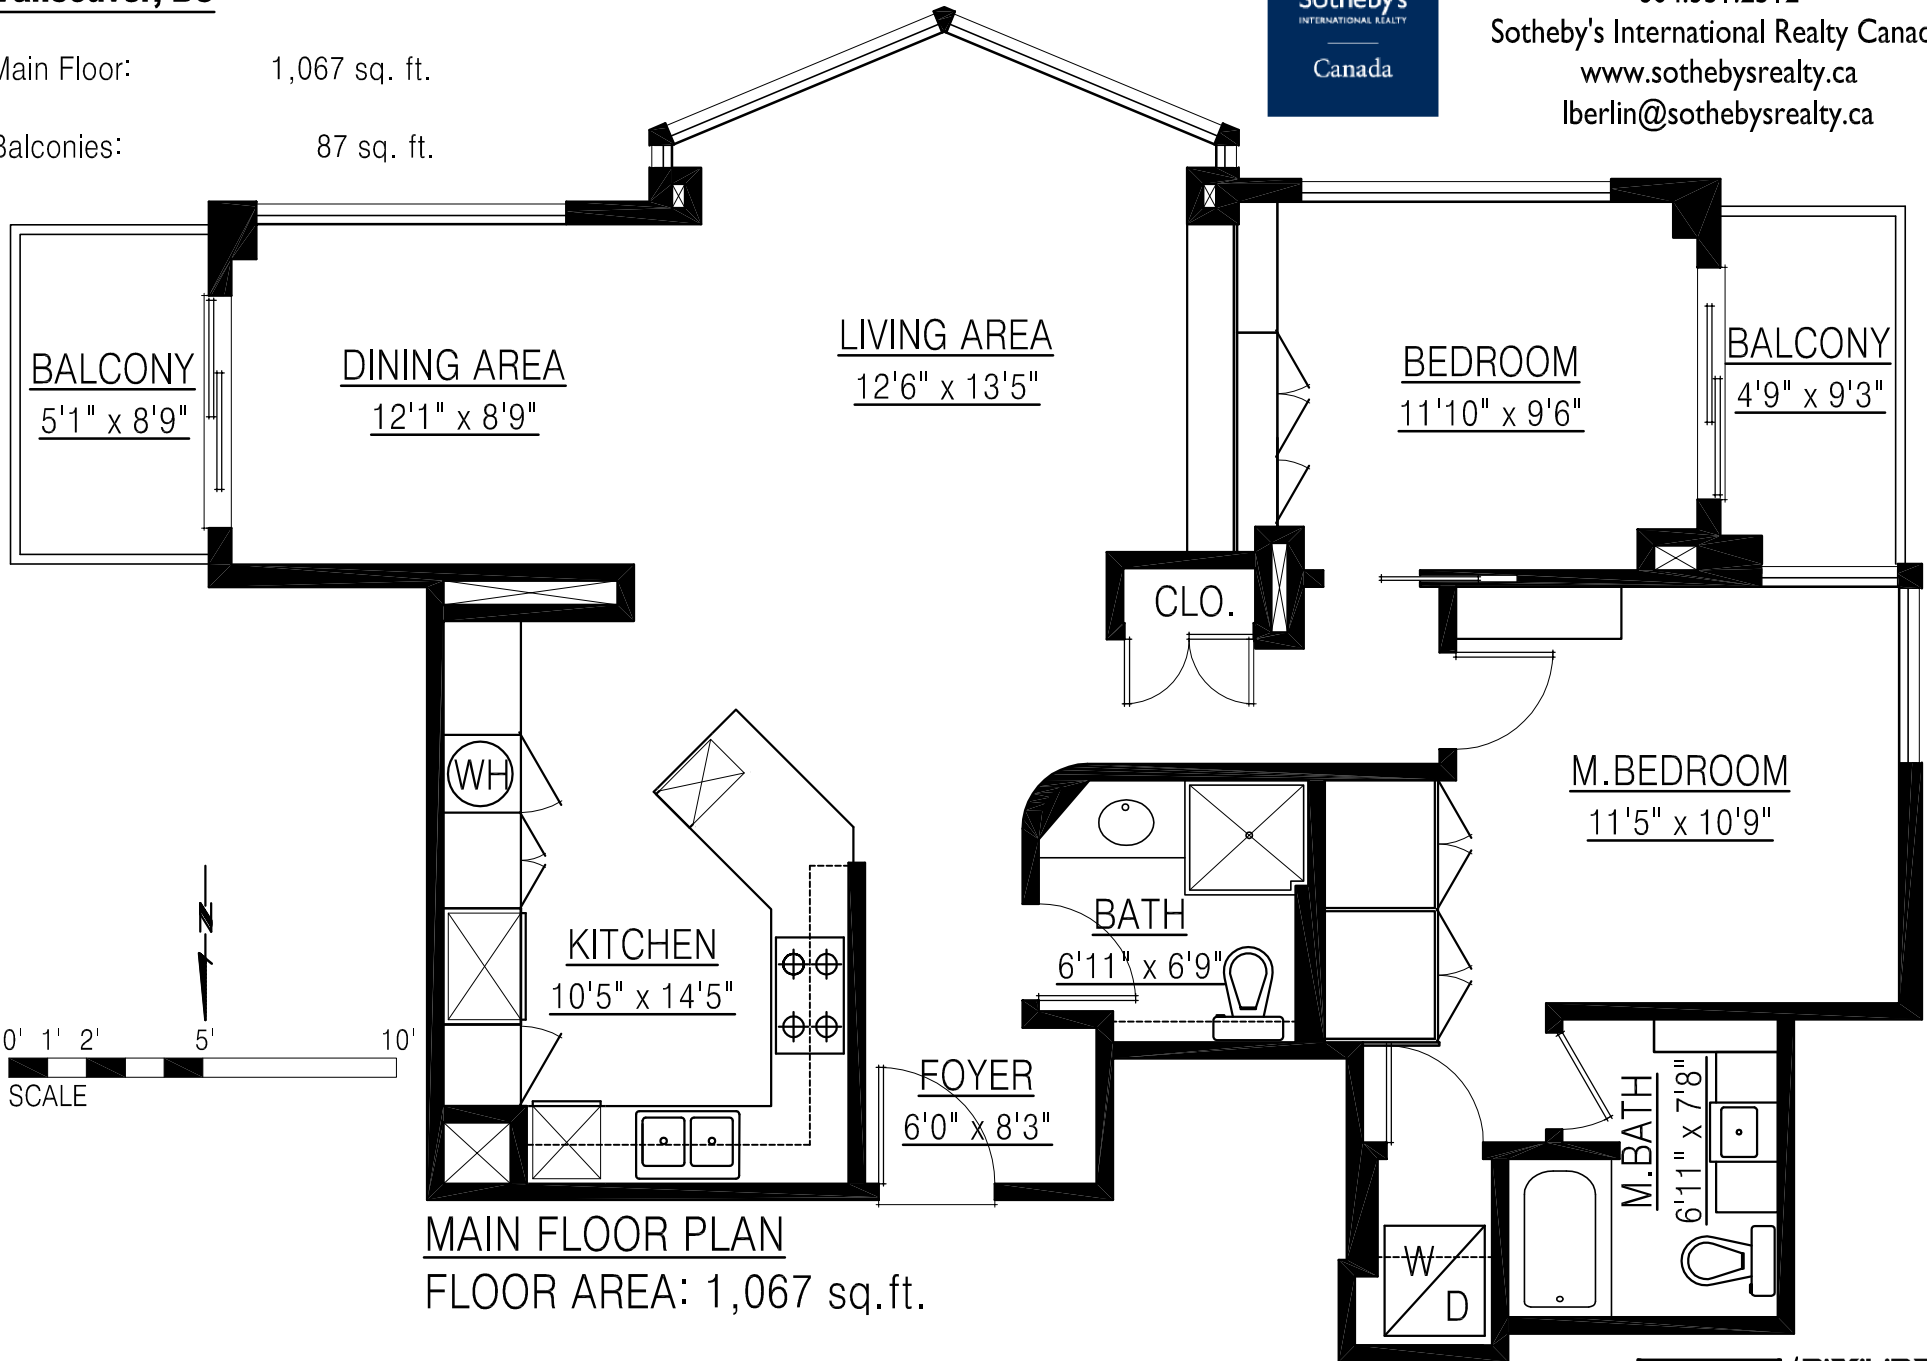 Main Floor: 1,067 sq. ft.
Balconies: 87 sq. ft.
Sotheby's
INTERNATIONAL REALTY
Canada
Sotheby's International Realty Canad
www.sothebysrealty.ca
lberlin@sothebysrealty.ca
BALCONY
5'1" x 8'9"
DINING AREA
12'1" x 8'9"
LIVING AREA
12'6" x 13'5"
BEDROOM
11'10" x 9'6"
BALCONY
4'9" x 9'3"
CLO.
WH
M.BEDROOM
11'5" x 10'9"
KITCHEN
10'5" x 14'5"
BATH
6'11" x 6'9"
FOYER
6'0" x 8'3"
M.BATH
6'11" x 7'8"
W
D
N
0' 1' 2' 5' 10'
SCALE
MAIN FLOOR PLAN
FLOOR AREA: 1,067 sq.ft.